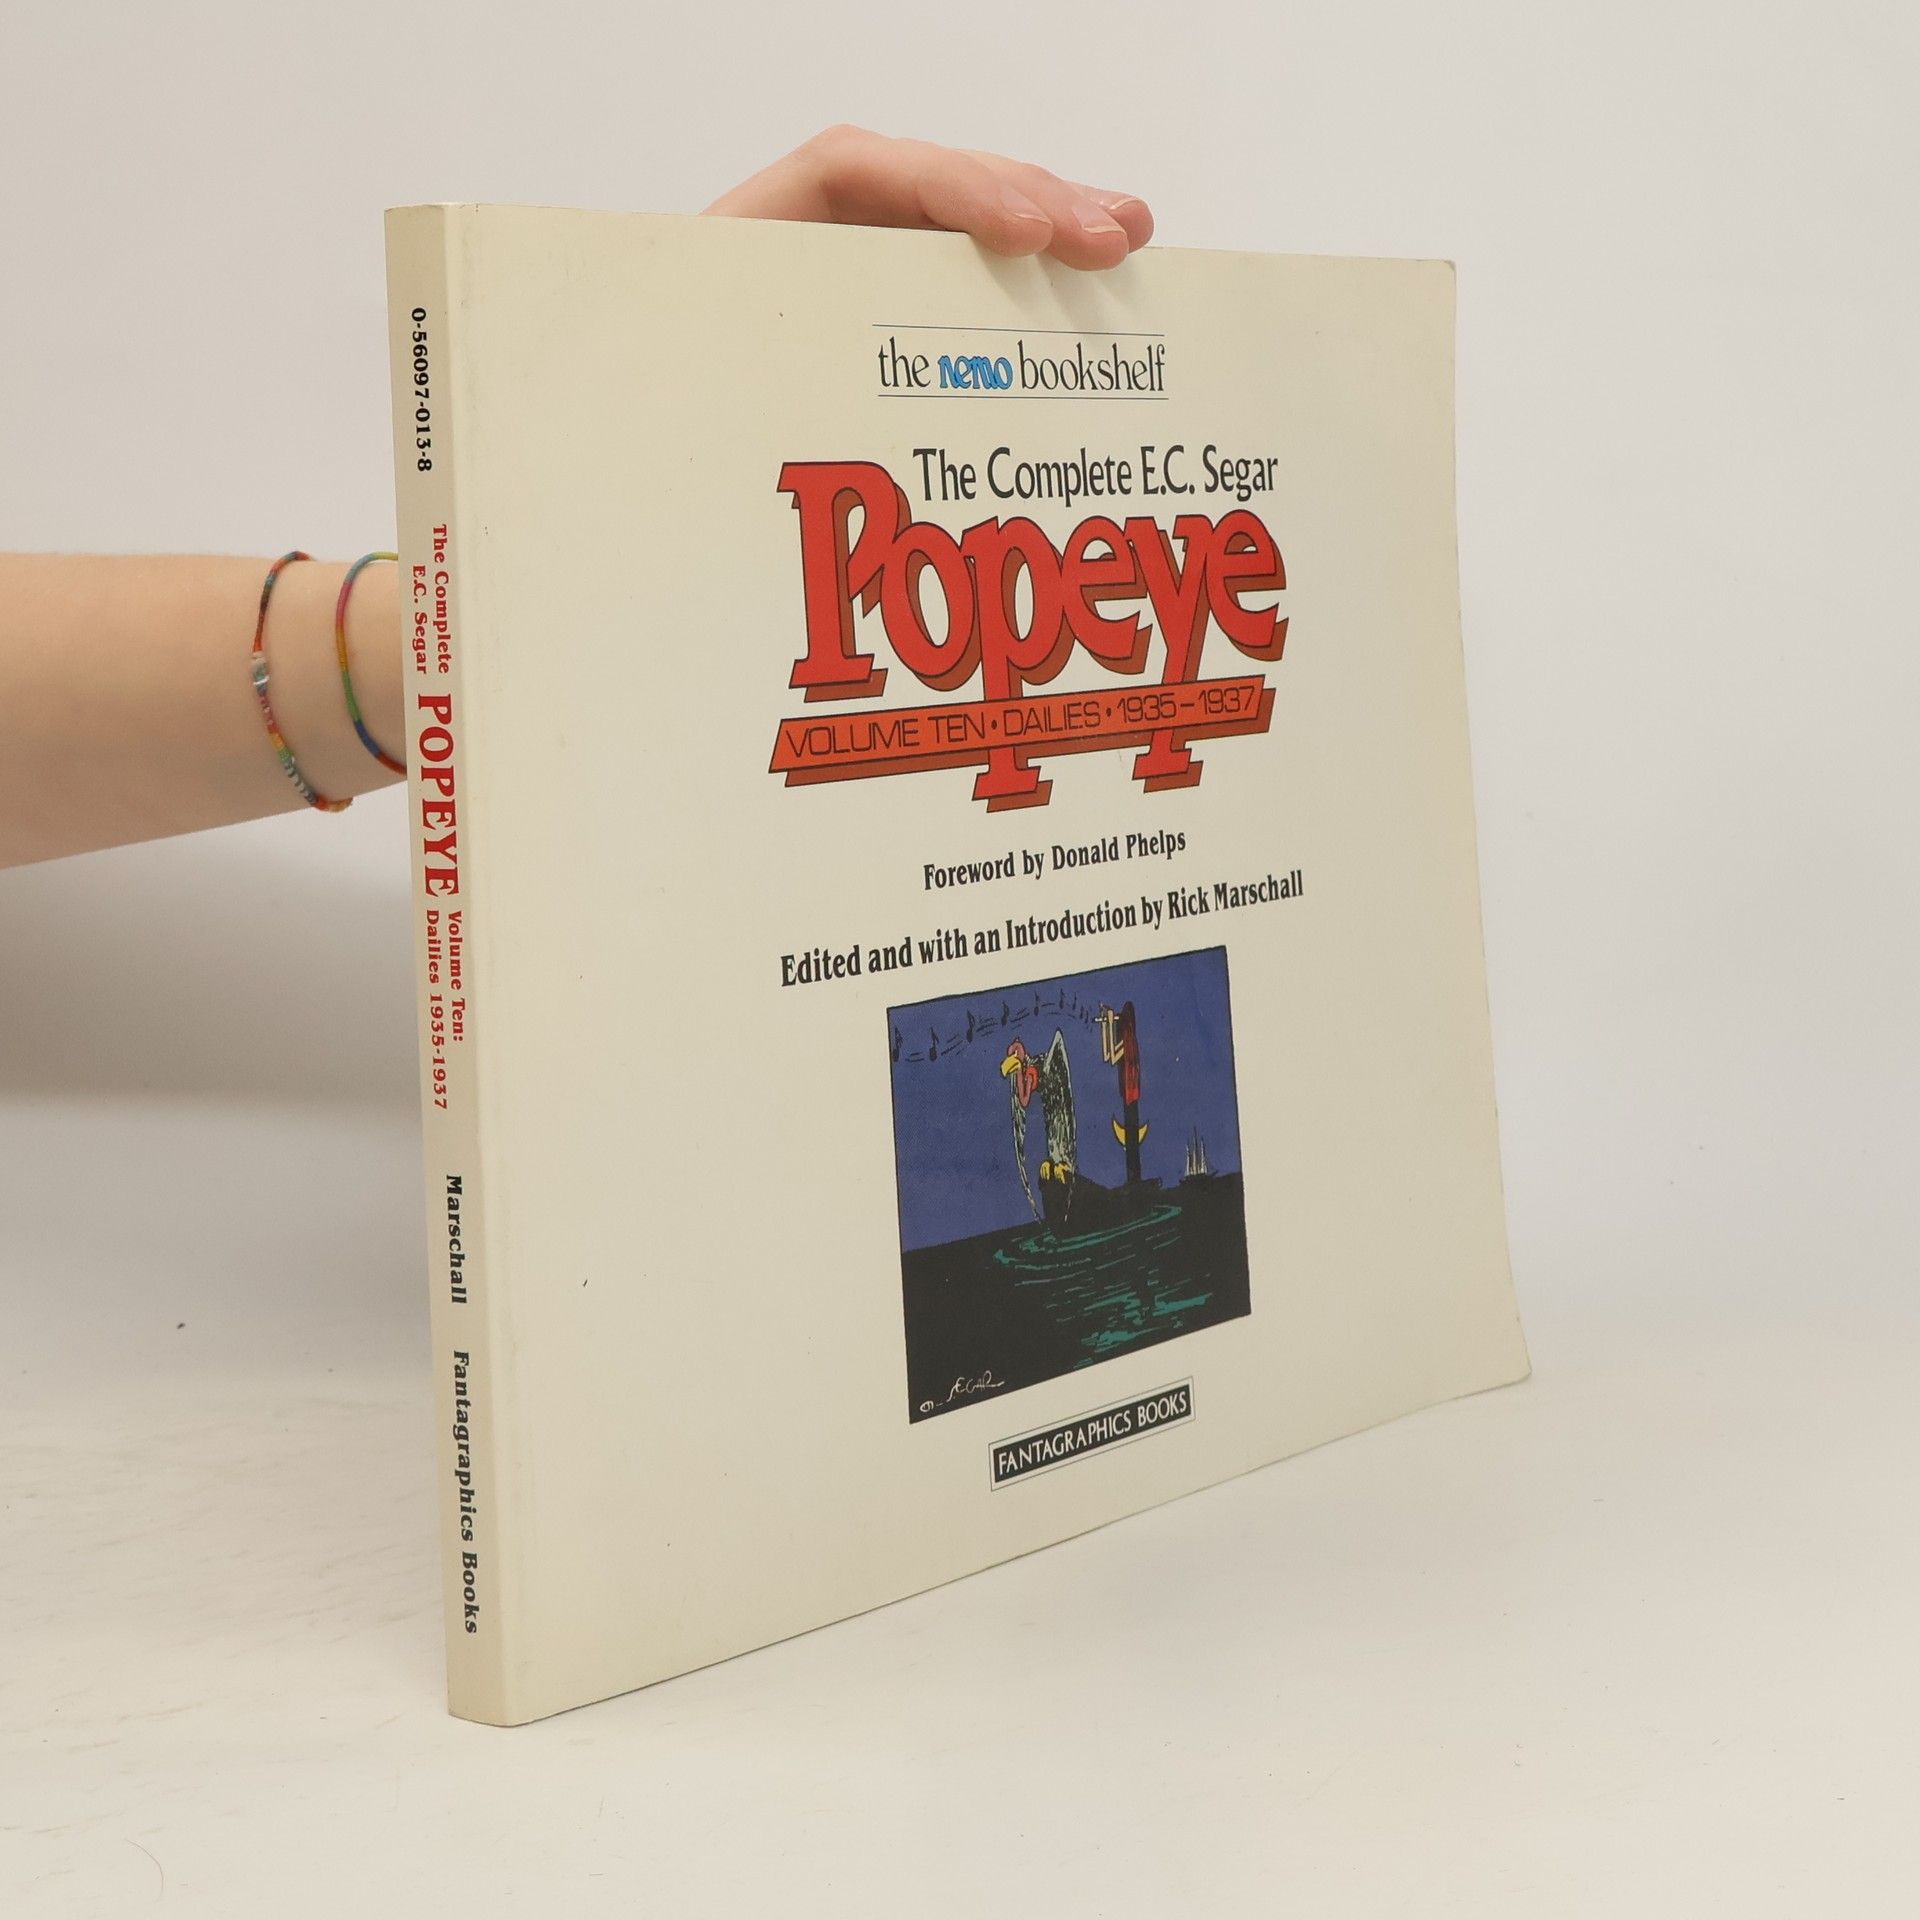 0-56097-013-8
The Complete
E.C. Segar
POPEYE
Volume Ten:
Dailies 1935-1937
Marschall
Fantagraphics Books
the nemo bookshelf
The Complete E.C. Segar
Popeye
VOLUME TEN • DAILIES • 1935-1937
Foreword by Donald Phelps
Edited and with an Introduction by Rick Marschall
SEGAR
FANTAGRAPHICS BOOKS